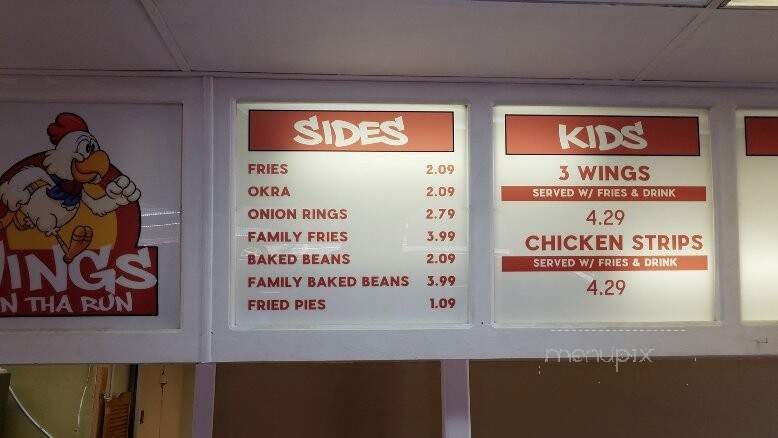 INGS
N THA RUN
SIDES
FRIES 2.09
OKRA 2.09
ONION RINGS 2.79
FAMILY FRIES 3.99
BAKED BEANS 2.09
FAMILY BAKED BEANS 3.99
FRIED PIES 1.09
KIDS
3 WINGS
SERVED W/ FRIES & DRINK
4.29
CHICKEN STRIPS
SERVED W/ FRIES & DRINK
4.29
menupix